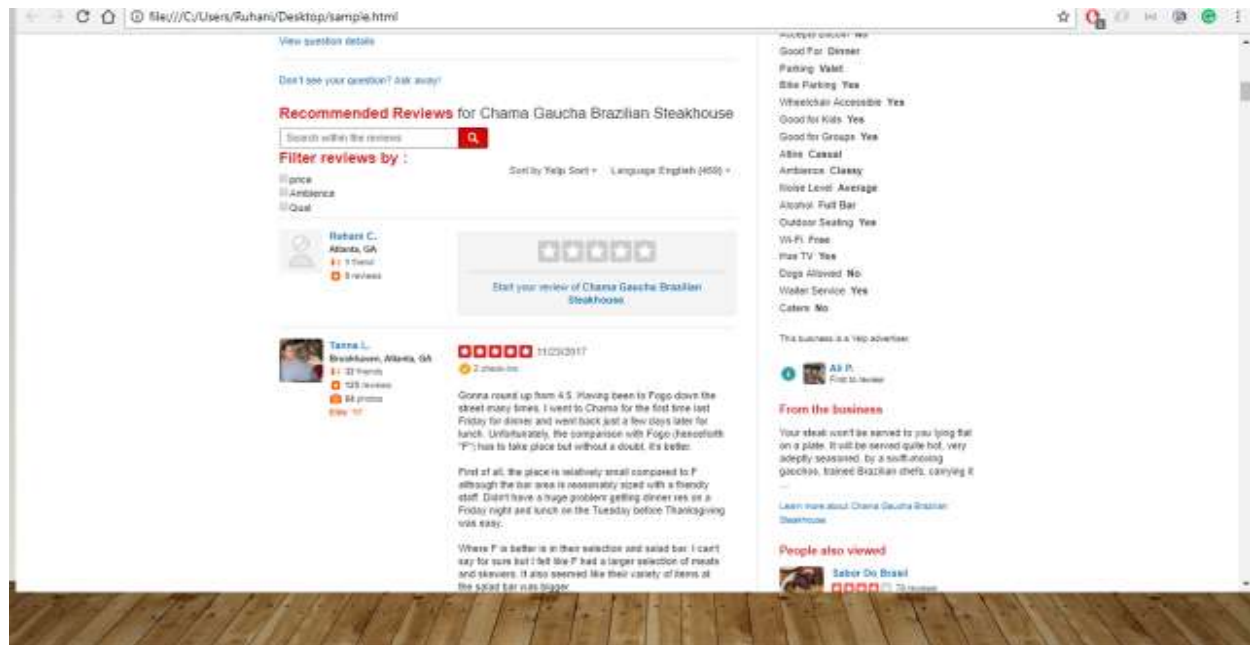 file:///C:/Users/Ruhani/Desktop/sample.html
View question details
Don't see your question? Ask away!
Recommended Reviews for Chama Gaucha Brazilian Steakhouse
Search within the reviews
Filter reviews by :
Sort by Yelp Sort Language English (459)
price
Ambience
Qual
Ruhani C.
Atlanta, GA
1 friend
9 reviews
Start your review of Chama Gaucha Brazilian
Steakhouse.
Tanna L.
Brookhaven, Atlanta, GA
friends
125 reviews
photos
Elite '17
11/23/2017
2 check-ins
Gonna round up from 4.5. Having been to Fogo down the
street many times, I went to Chama for the first time last
Friday for dinner and went back just a few days later for
lunch. Unfortunately, the comparison with Fogo (henceforth
"F") has to take place but without a doubt, it's better.
First of all, the place is relatively small compared to F
although the bar area is reasonably sized with a friendly
staff. Didn't have a huge problem getting dinner res on a
Friday night and lunch on the Tuesday before Thanksgiving
was easy.
Where F is better is in their selection and salad bar. I can't
say for sure but I felt like F had a larger selection of meats
and skewers. It also seemed like their variety of items at
the salad bar was bigger.
No
Good For Dinner
Parking Valet
Bike Parking Yes
Wheelchair Accessible Yes
Good for Kids Yes
Good for Groups Yes
Attire Casual
Ambience Classy
Noise Level Average
Alcohol Full Bar
Outdoor Seating Yes
Wi-Fi Free
Has TV Yes
Dogs Allowed No
Waiter Service Yes
Caters No
This business is a Yelp advertiser.
Ali P.
First to review
From the business
Your steak won't be served to you lying flat
on a plate. It will be served quite hot, very
adeptly seasoned, by a swift-moving
gauchos, trained Brazilian chefs, carrying it
...
Learn more about Chama Gaucha Brazilian
Steakhouse
People also viewed
Sabor Do Brasil
reviews